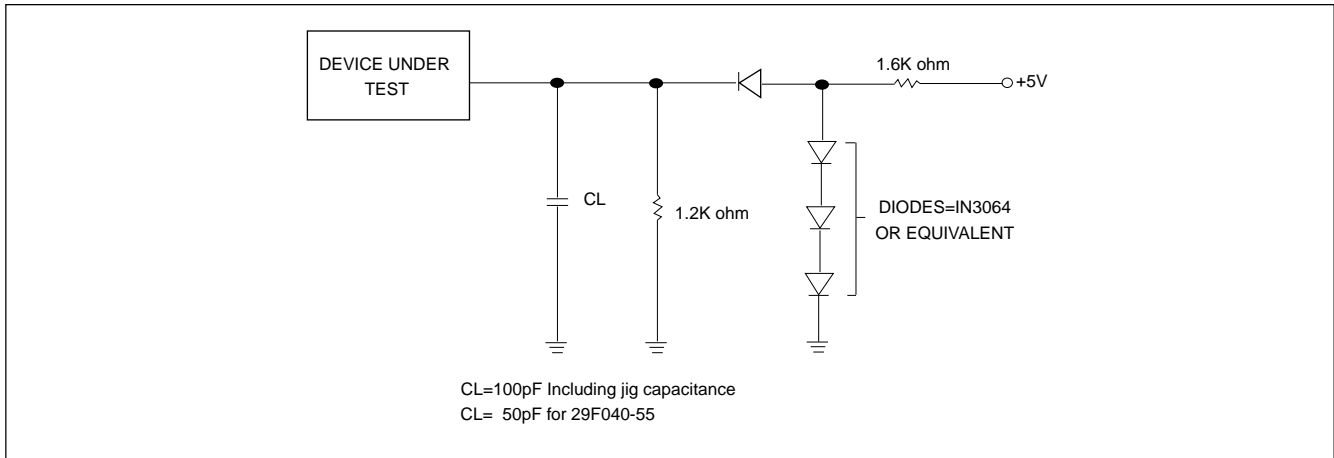 DEVICE UNDER
TEST
1.6K ohm
+5V
CL
1.2K ohm
DIODES=IN3064
OR EQUIVALENT
CL=100pF Including jig capacitance
CL= 50pF for 29F040-55